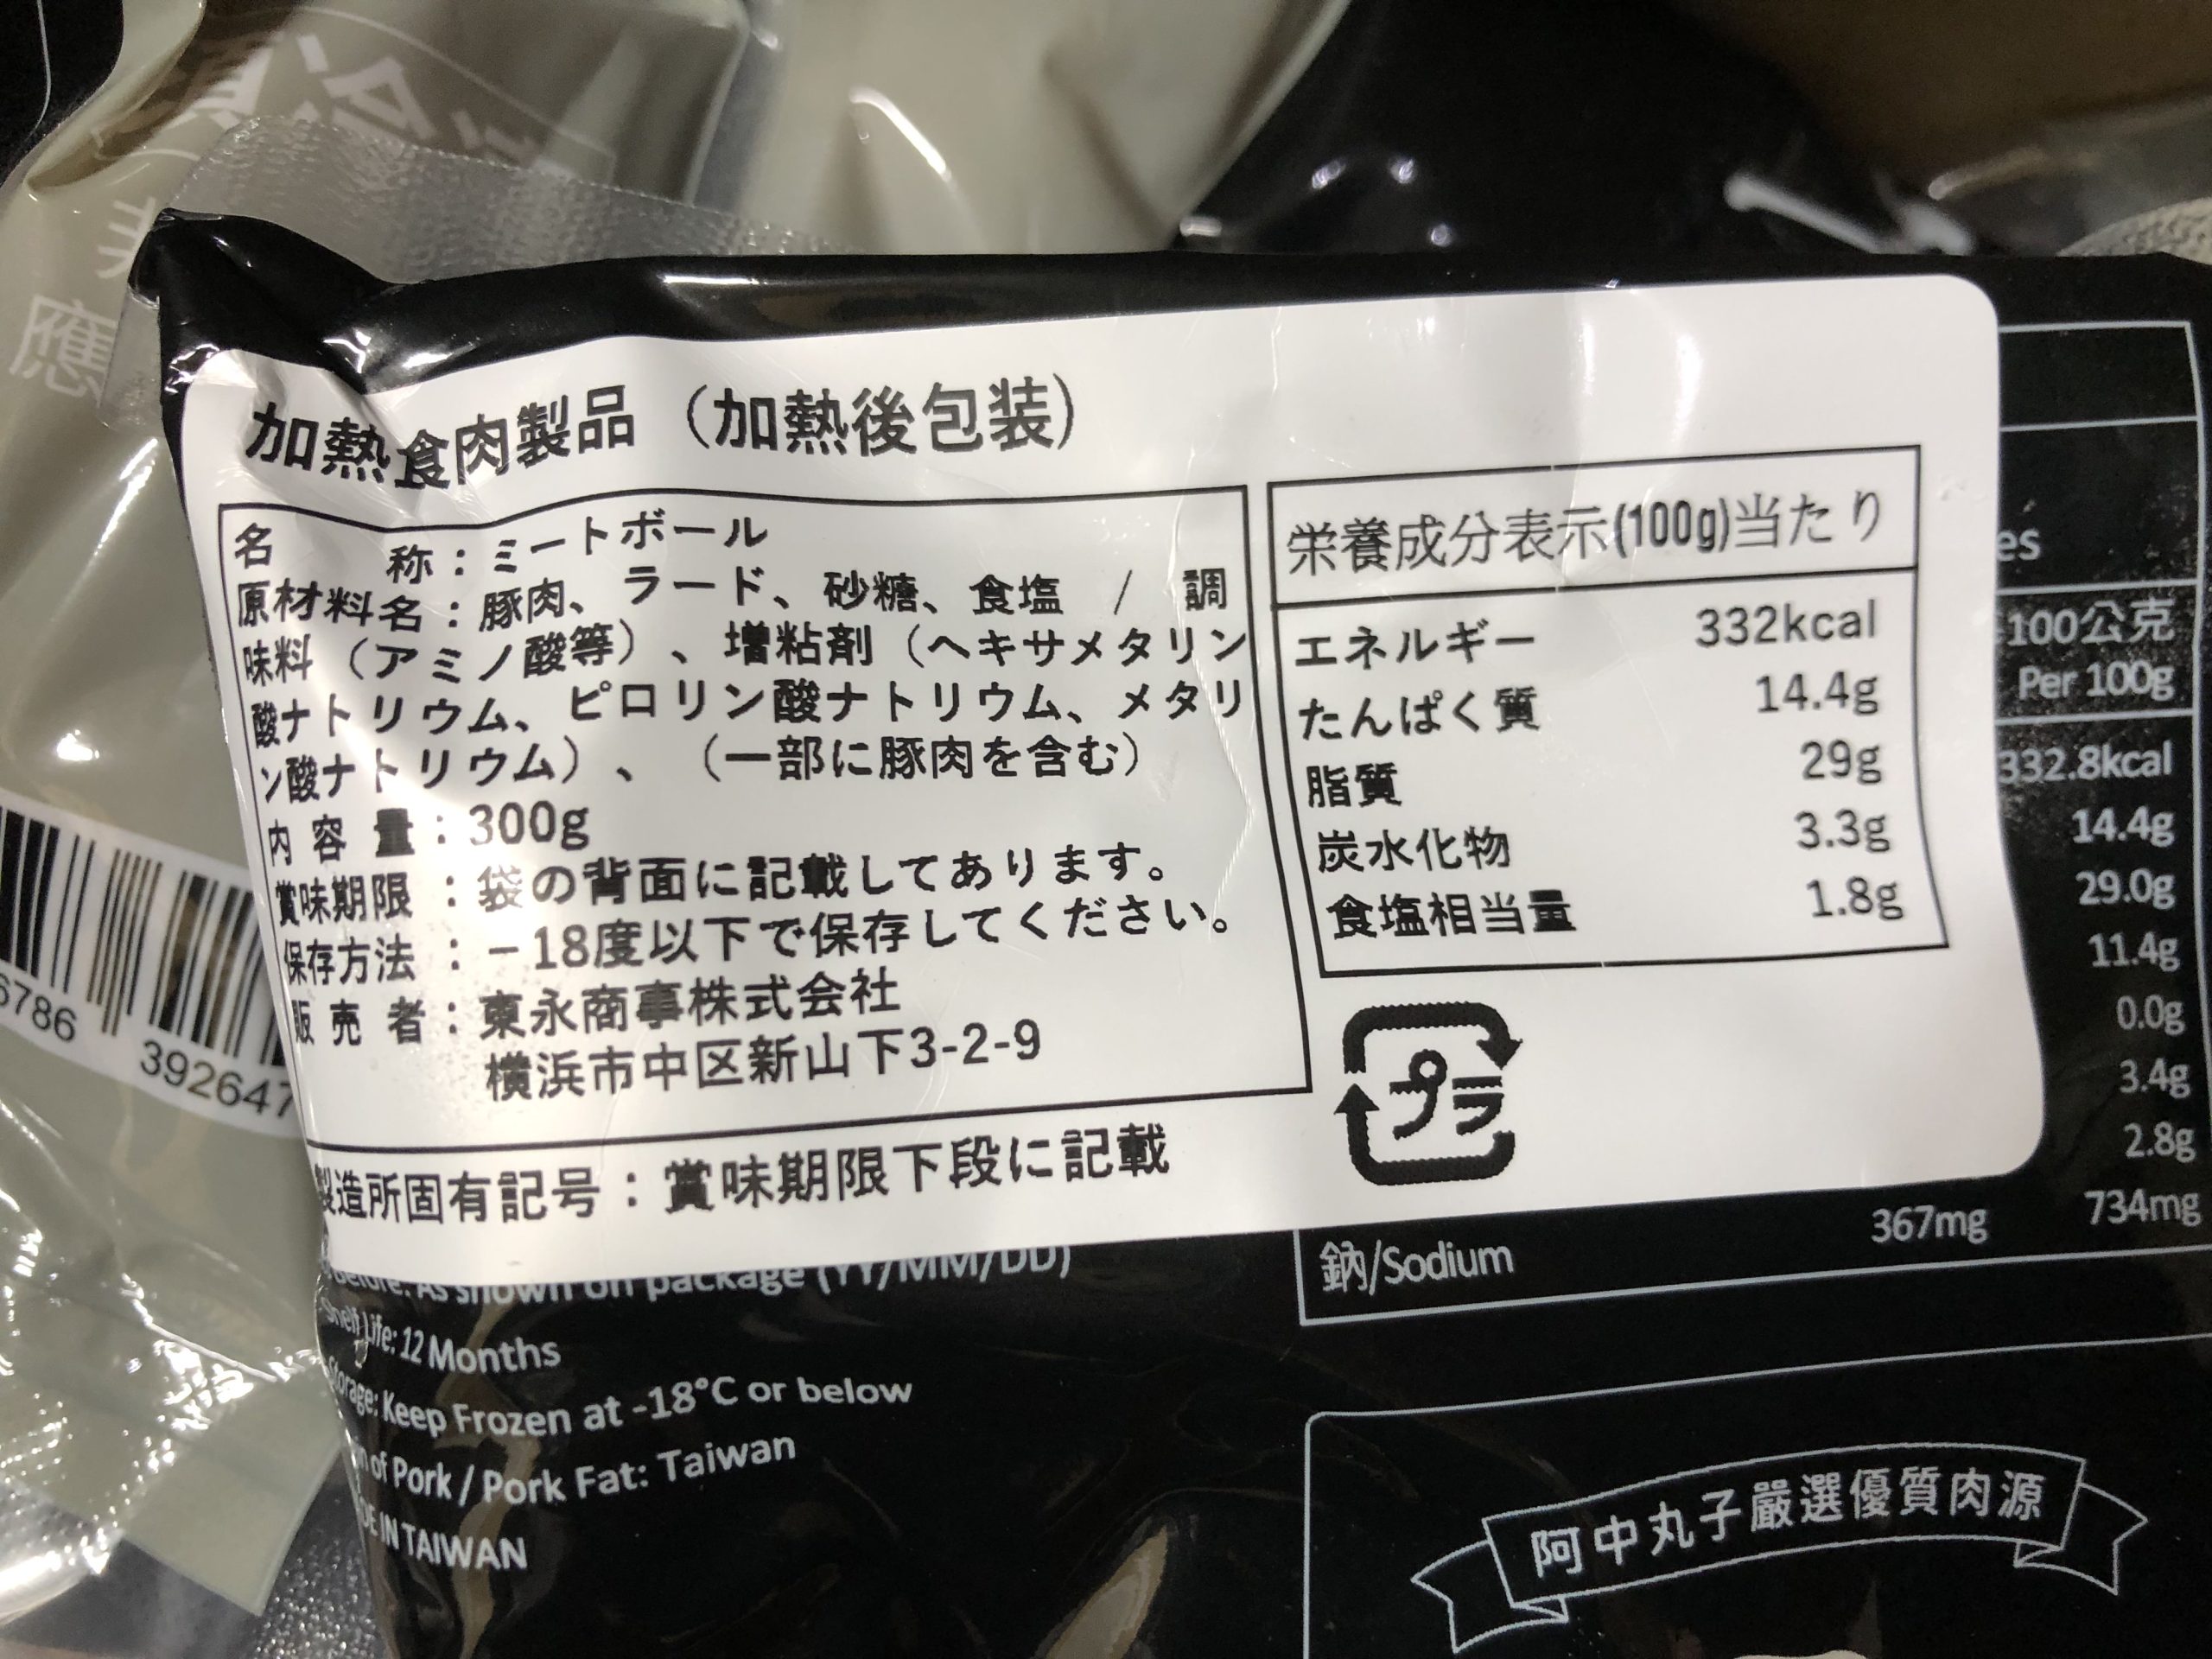 應
加熱食肉製品（加熱後包装）
名　　称：ミートボール
原材料名：豚肉、ラード、砂糖、食塩 / 調
味料（アミノ酸等）、増粘剤（ヘキサメタリン
酸ナトリウム、ピロリン酸ナトリウム、メタリ
ン酸ナトリウム）、（一部に豚肉を含む）
内 容 量：300g
賞味期限：袋の背面に記載してあります。
保存方法：－18度以下で保存してください。
販 売 者：東永商事株式会社
横浜市中区新山下3-2-9
製造所固有記号：賞味期限下段に記載
栄養成分表示(100g)当たり
エネルギー 332kcal
たんぱく質 14.4g
脂質 29g
炭水化物 3.3g
食塩相当量 1.8g
プラ
es
100公克
Per 100g
332.8kcal
14.4g
29.0g
11.4g
0.0g
3.4g
2.8g
鈉/Sodium 367mg 734mg
6786
392647
before: As shown on package (YY/MM/DD)
Shelf Life: 12 Months
Storage: Keep Frozen at -18°C or below
of Pork / Pork Fat: Taiwan
DE IN TAIWAN
阿中丸子嚴選優質肉源